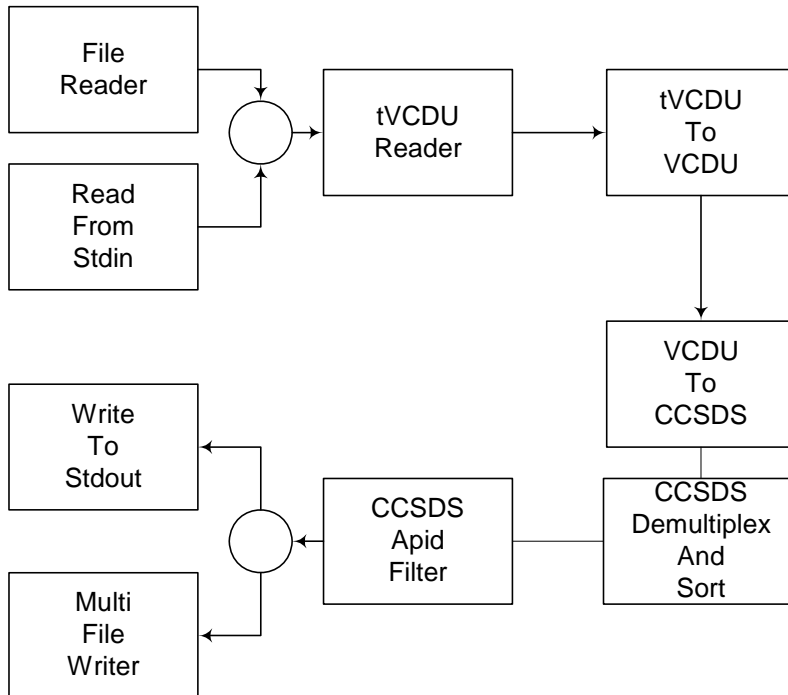 File
Reader
tVCDU
Reader
tVCDU
To
VCDU
Read
From
Stdin
VCDU
To
CCSDS
Write
To
Stdout
CCSDS
Apid
Filter
CCSDS
Demultiplex
And
Sort
Multi
File
Writer